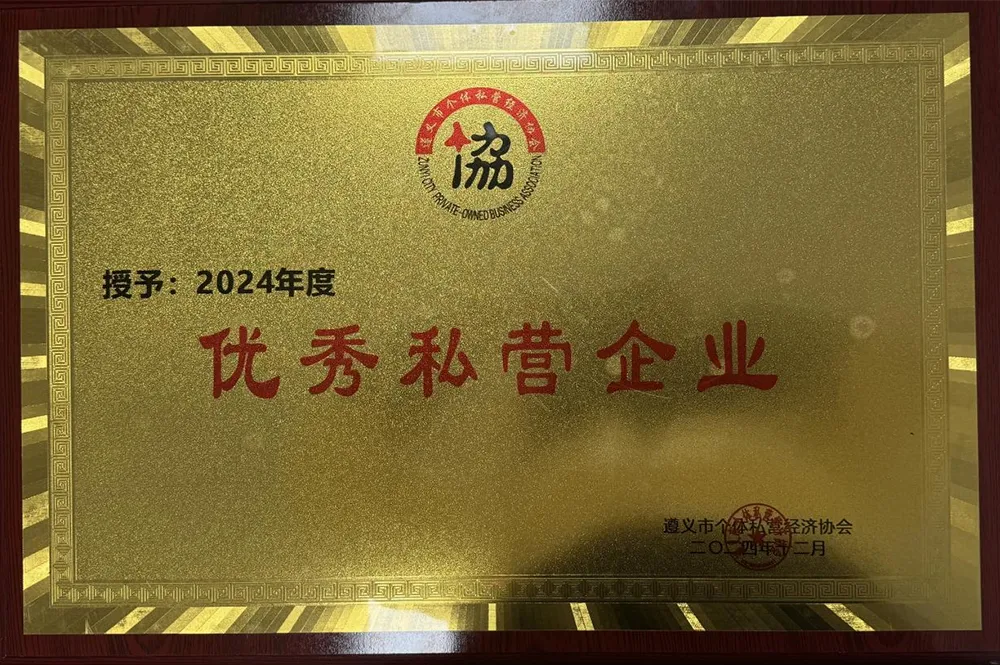 遵义市个体私营经济协会
協
ZUNYI CITY PRIVATE-OWNED BUSINESS ASSOCIATION
授予：2024年度
优秀私营企业
遵义市个体私营经济协会
二〇二四年十二月